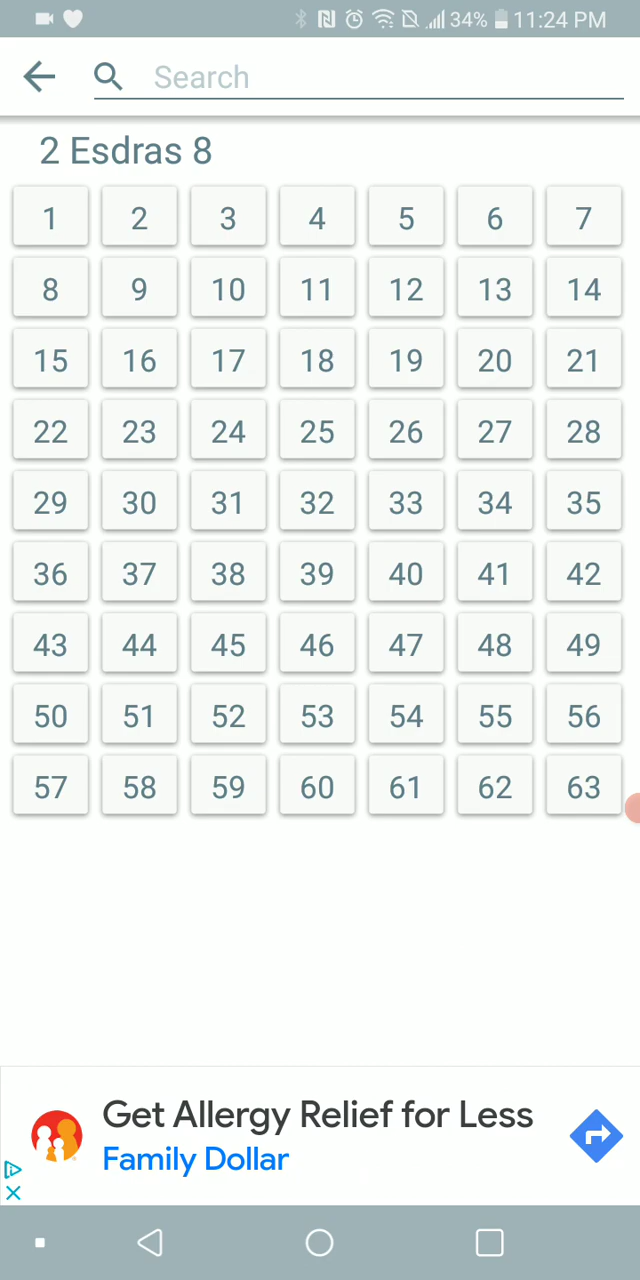 34% 11:24 PM
Search
2 Esdras 8
1 2 3 4 5 6 7
8 9 10 11 12 13 14
15 16 17 18 19 20 21
22 23 24 25 26 27 28
29 30 31 32 33 34 35
36 37 38 39 40 41 42
43 44 45 46 47 48 49
50 51 52 53 54 55 56
57 58 59 60 61 62 63
Get Allergy Relief for Less
Family Dollar